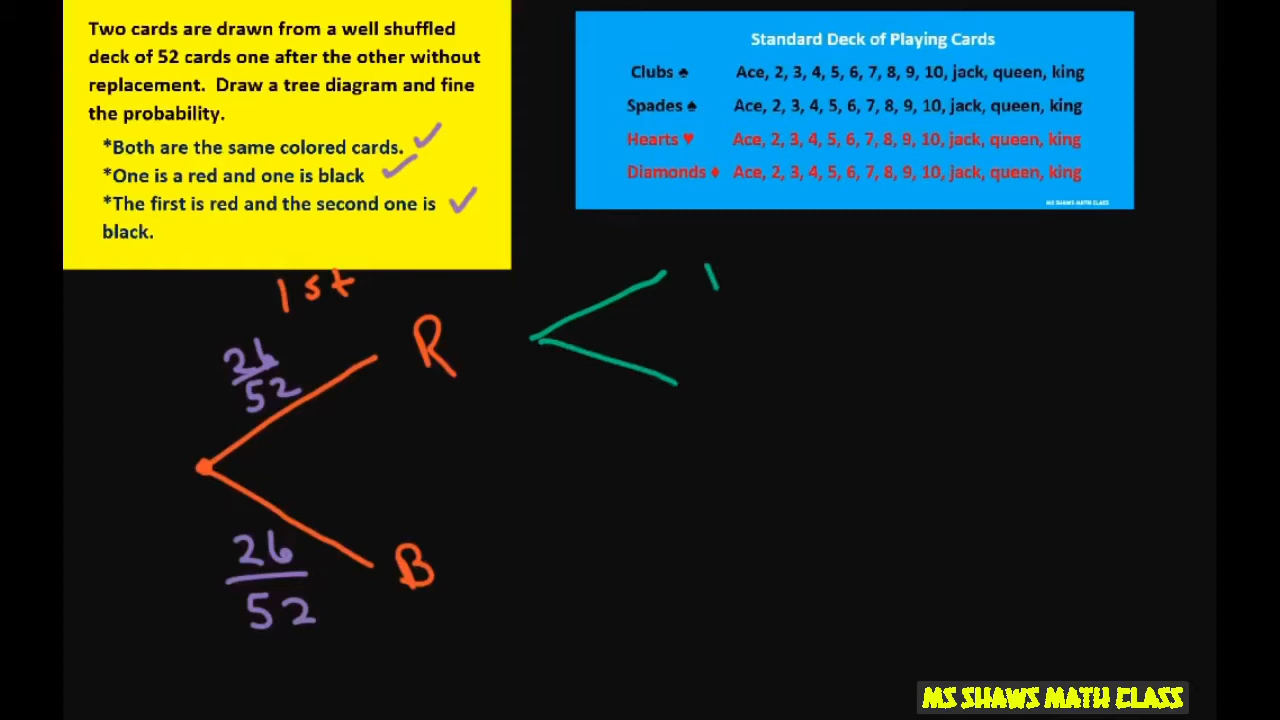 Two cards are drawn from a well shuffled
deck of 52 cards one after the other without
replacement. Draw a tree diagram and fine
the probability.
*Both are the same colored cards.
*One is a red and one is black
*The first is red and the second one is
black.
Standard Deck of Playing Cards
Clubs ♠ Ace, 2, 3, 4, 5, 6, 7, 8, 9, 10, jack, queen, king
Spades ♠ Ace, 2, 3, 4, 5, 6, 7, 8, 9, 10, jack, queen, king
Hearts ♥ Ace, 2, 3, 4, 5, 6, 7, 8, 9, 10, jack, queen, king
Diamonds ♦ Ace, 2, 3, 4, 5, 6, 7, 8, 9, 10, jack, queen, king
MS SHAWS MATH CLASS
1st
26
52
R
26
52
B
MS SHAWS MATH CLASS